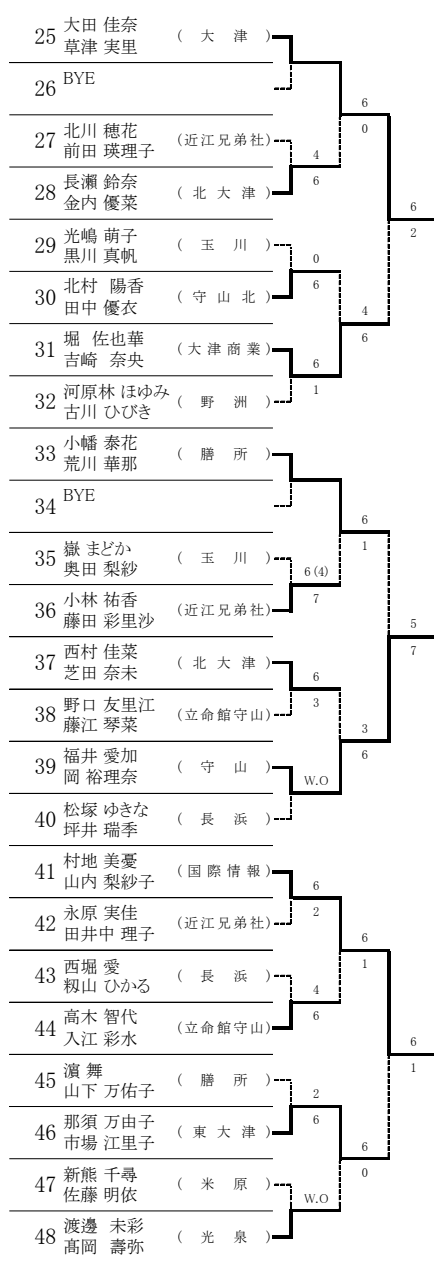 25 大田 佳奈 (大津)
草津 実里
26 BYE
6
0
27 北川 穂花 (近江兄弟社)
前田 瑛理子
4
6
28 長瀬 鈴奈 (北大津)
金内 優菜
6
2
29 光嶋 萌子 (玉川)
黒川 真帆
0
6
30 北村 陽香 (守山北)
田中 優衣
4
6
31 堀 佐也華 (大津商業)
吉崎 奈央
6
1
32 河原林 ほゆみ (野洲)
古川 ひびき
33 小幡 泰花 (膳所)
荒川 華那
34 BYE
6
1
35 嶽 まどか (玉川)
奥田 梨紗
6 (4)
7
36 小林 祐香 (近江兄弟社)
藤田 彩里沙
5
7
37 西村 佳菜 (北大津)
芝田 奈未
6
3
38 野口 友里江 (立命館守山)
藤江 琴菜
3
6
39 福井 愛加 (守山)
岡 裕理奈
W.O
40 松塚 ゆきな (長浜)
坪井 瑞季
41 村地 美憂 (国際情報)
山内 梨紗子
6
2
42 永原 実佳 (近江兄弟社)
田井中 理子
6
1
43 西堀 愛 (長浜)
籾山 ひかる
4
6
44 高木 智代 (立命館守山)
入江 彩水
6
1
45 濵 舞 (膳所)
山下 万佑子
2
6
46 那須 万由子 (東大津)
市場 江里子
6
0
47 新熊 千尋 (米原)
佐藤 明依
W.O
48 渡邊 未彩 (光泉)
髙岡 壽弥